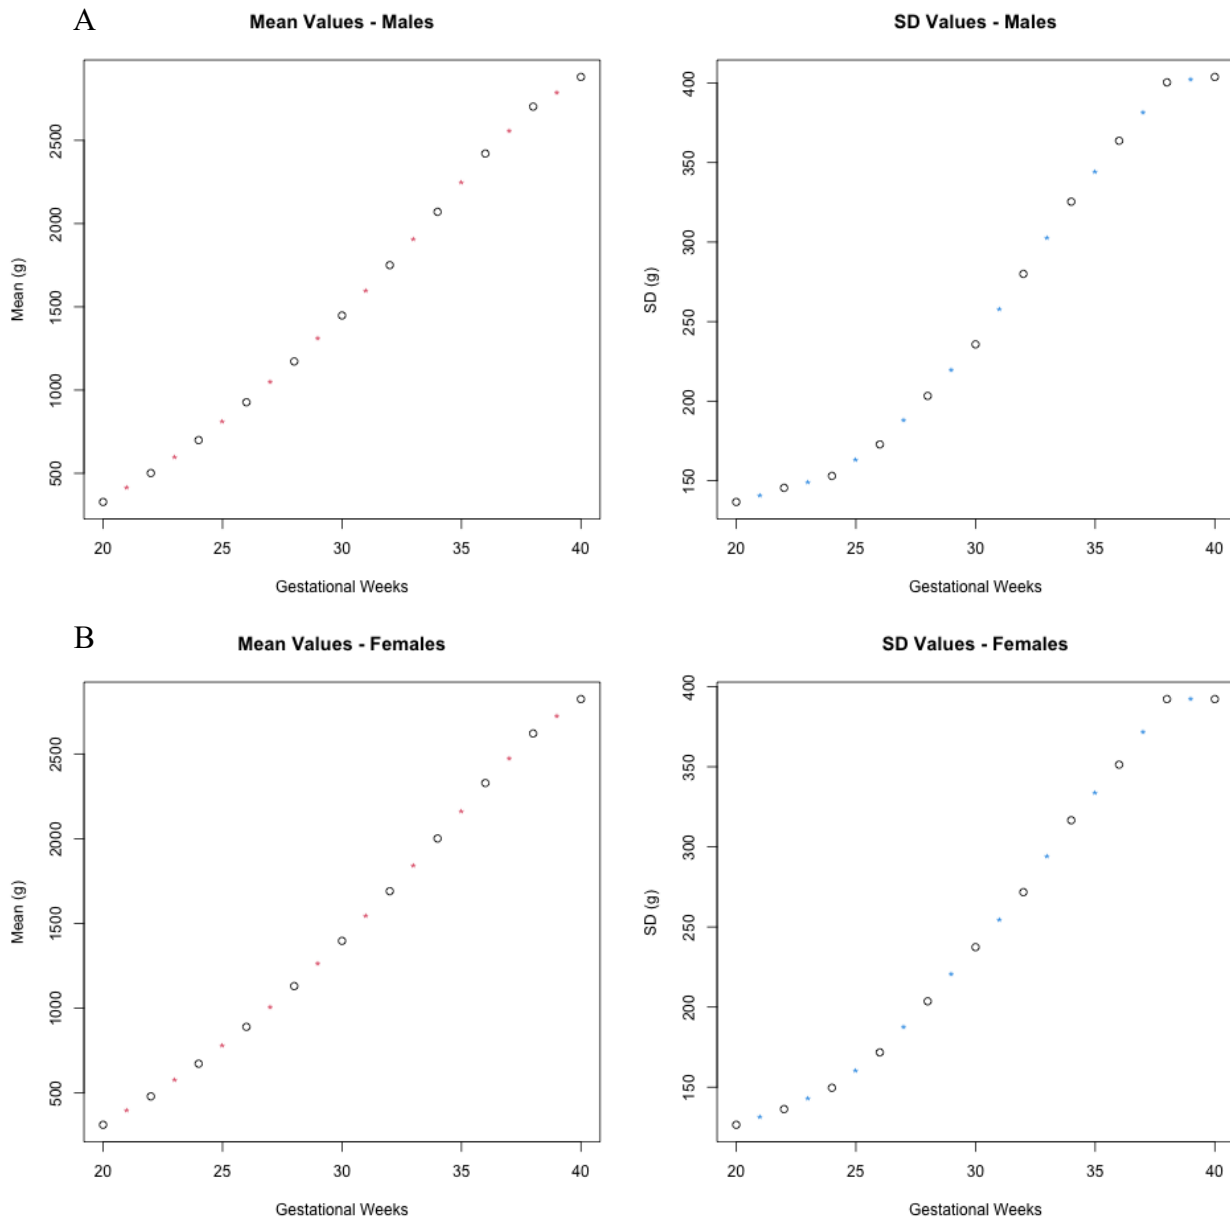 A
Mean Values - Males
2500
2000
1500
1000
500
Mean (g)
20 25 30 35 40
Gestational Weeks
SD Values - Males
400
350
300
250
200
150
SD (g)
20 25 30 35 40
Gestational Weeks
B
Mean Values - Females
2500
2000
1500
1000
500
Mean (g)
20 25 30 35 40
Gestational Weeks
SD Values - Females
400
350
300
250
200
150
SD (g)
20 25 30 35 40
Gestational Weeks